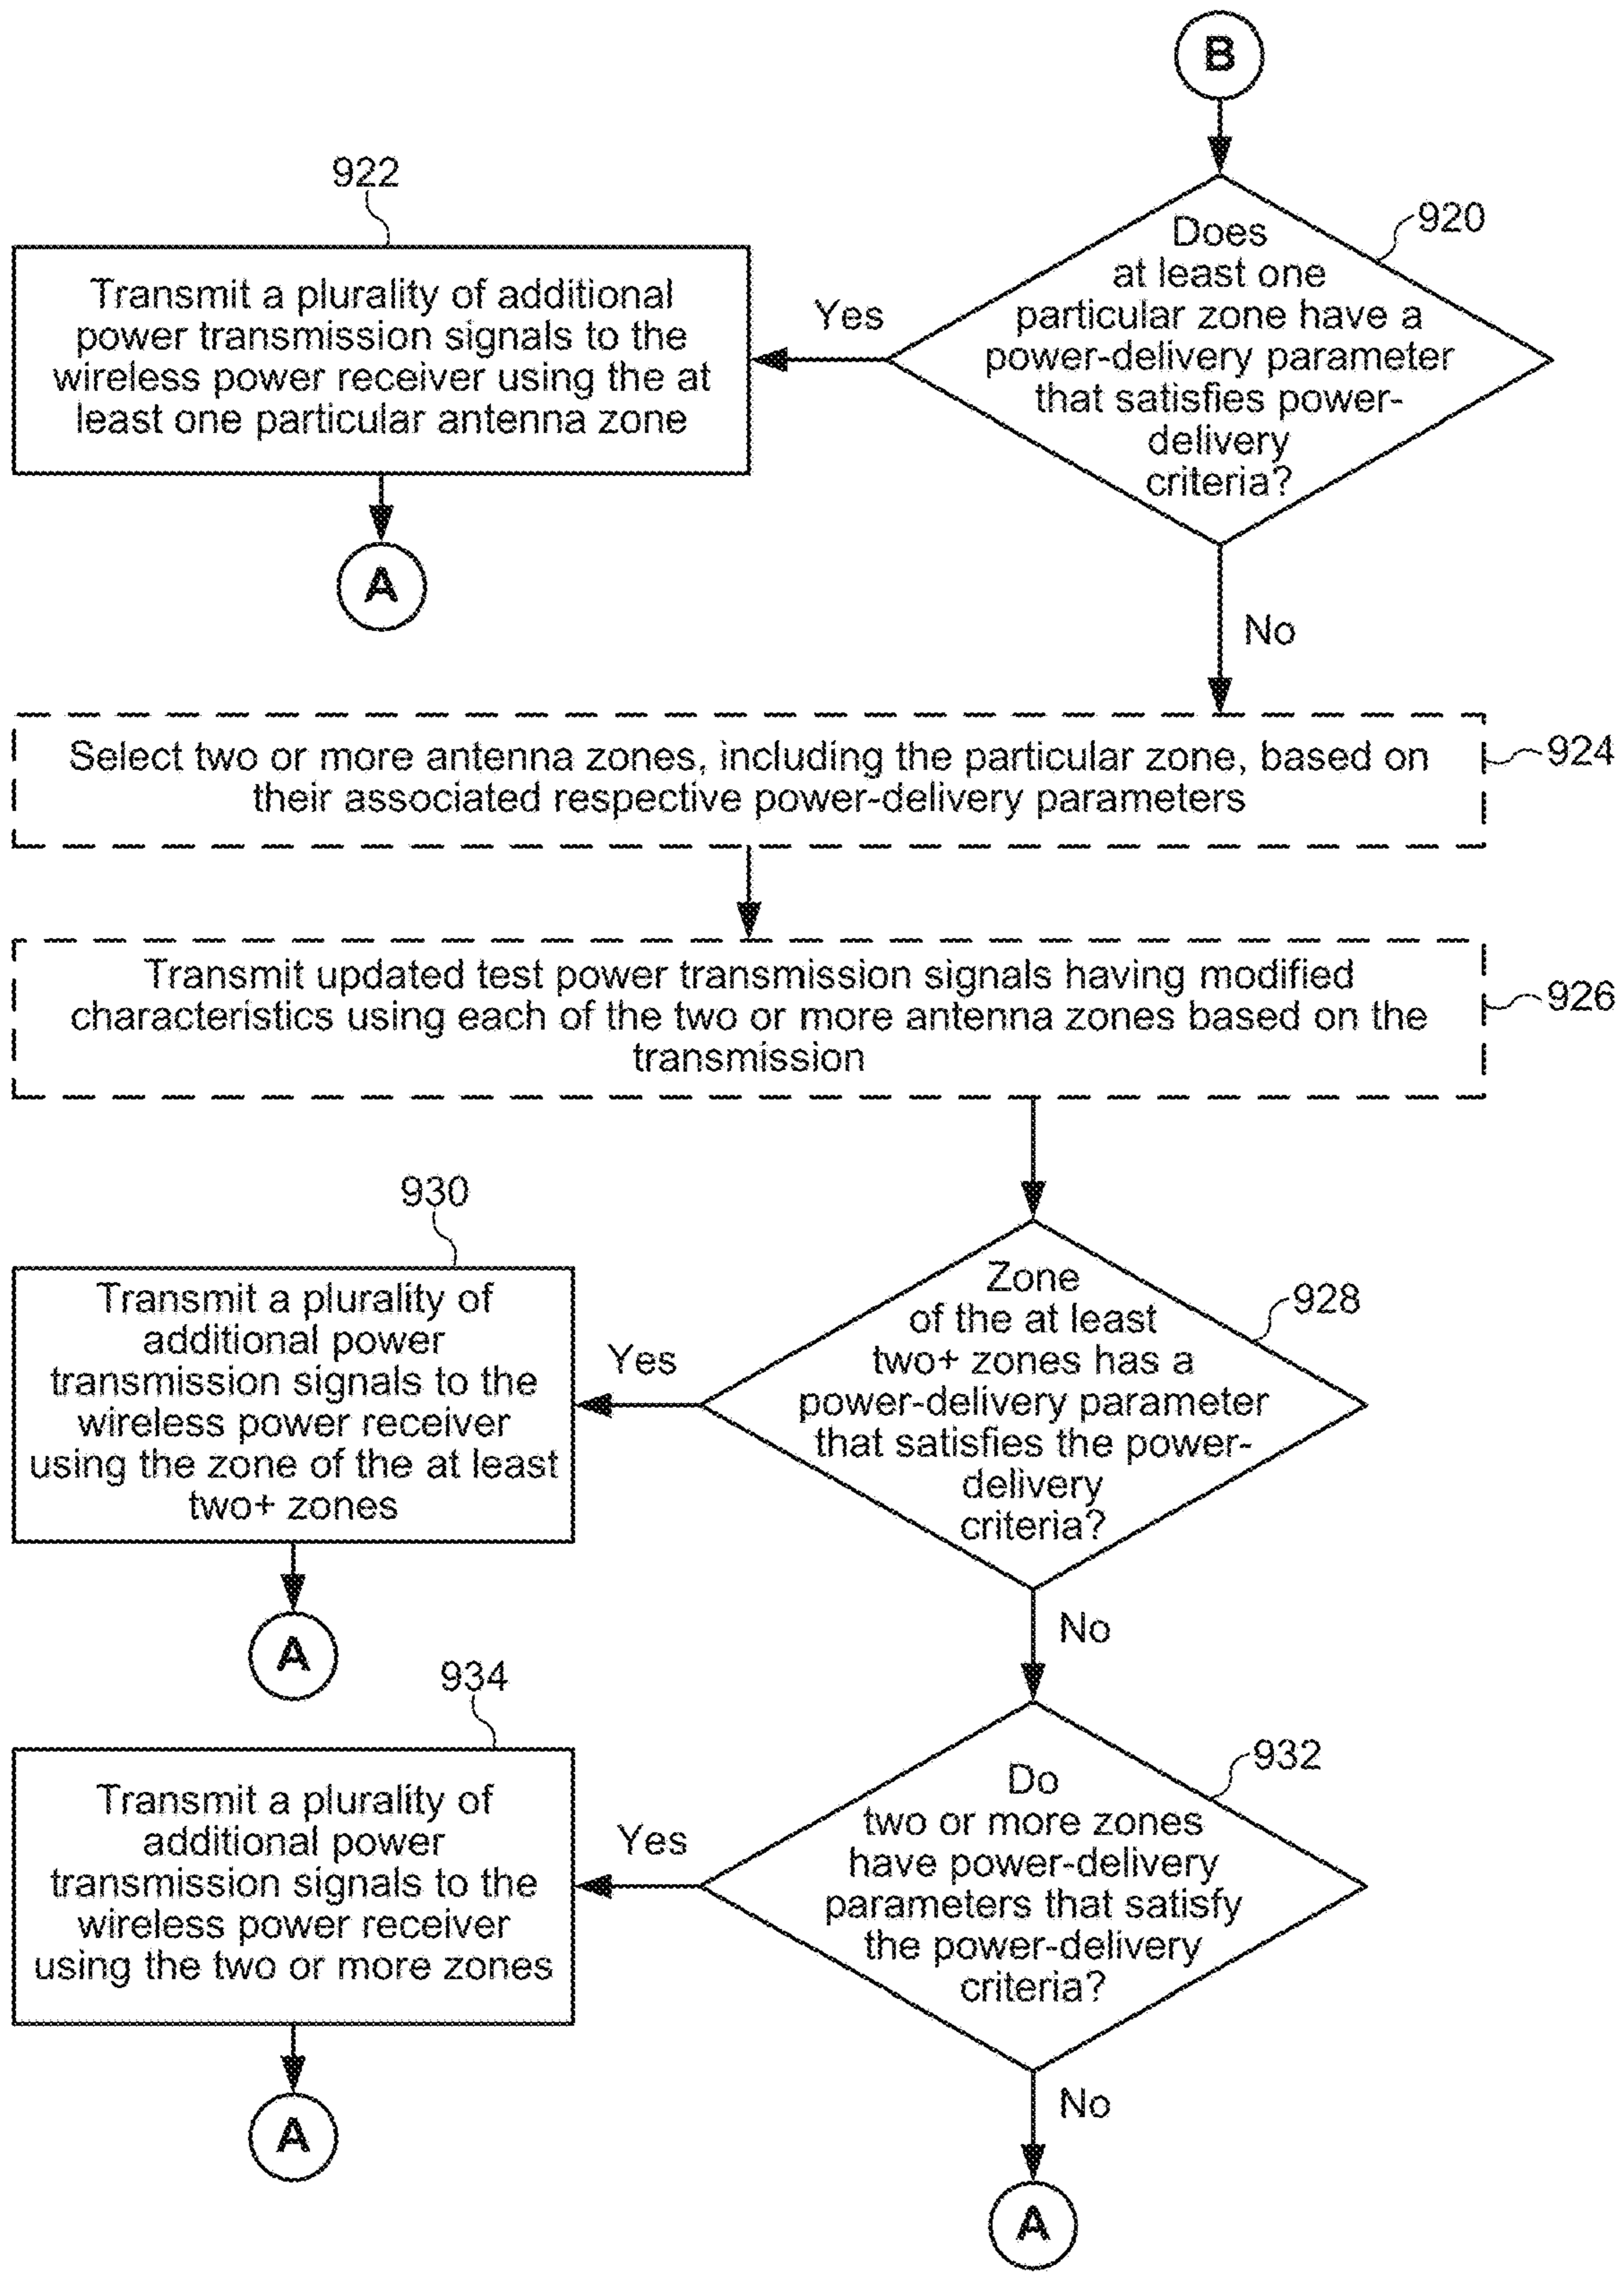 B
920
Does
at least one
particular zone have a
power-delivery parameter
that satisfies power-
delivery
criteria?
Yes
922
Transmit a plurality of additional
power transmission signals to the
wireless power receiver using the at
least one particular antenna zone
A
No
924
Select two or more antenna zones, including the particular zone, based on
their associated respective power-delivery parameters
926
Transmit updated test power transmission signals having modified
characteristics using each of the two or more antenna zones based on the
transmission
928
Zone
of the at least
two+ zones has a
power-delivery parameter
that satisfies the power-
delivery
criteria?
Yes
930
Transmit a plurality of
additional power
transmission signals to the
wireless power receiver
using the zone of the at least
two+ zones
A
No
932
Do
two or more zones
have power-delivery
parameters that satisfy
the power-delivery
criteria?
Yes
934
Transmit a plurality of
additional power
transmission signals to the
wireless power receiver
using the two or more zones
A
No
A